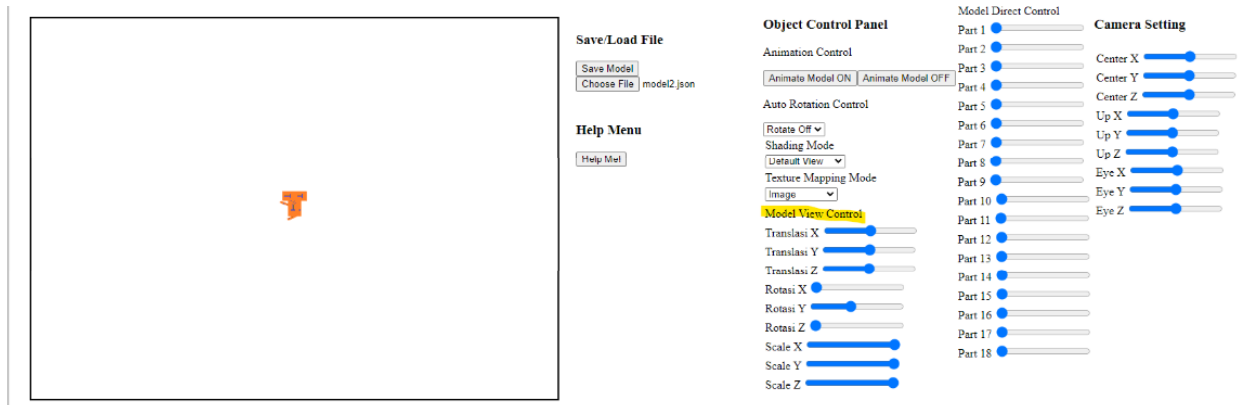 Save/Load File
Save Model
Choose File model2.json
Help Menu
Help Me!
Object Control Panel
Animation Control
Animate Model ON Animate Model OFF
Auto Rotation Control
Rotate Off
Shading Mode
Default View
Texture Mapping Mode
Image
Model View Control
Translasi X
Translasi Y
Translasi Z
Rotasi X
Rotasi Y
Rotasi Z
Scale X
Scale Y
Scale Z
Model Direct Control
Part 1
Part 2
Part 3
Part 4
Part 5
Part 6
Part 7
Part 8
Part 9
Part 10
Part 11
Part 12
Part 13
Part 14
Part 15
Part 16
Part 17
Part 18
Camera Setting
Center X
Center Y
Center Z
Up X
Up Y
Up Z
Eye X
Eye Y
Eye Z